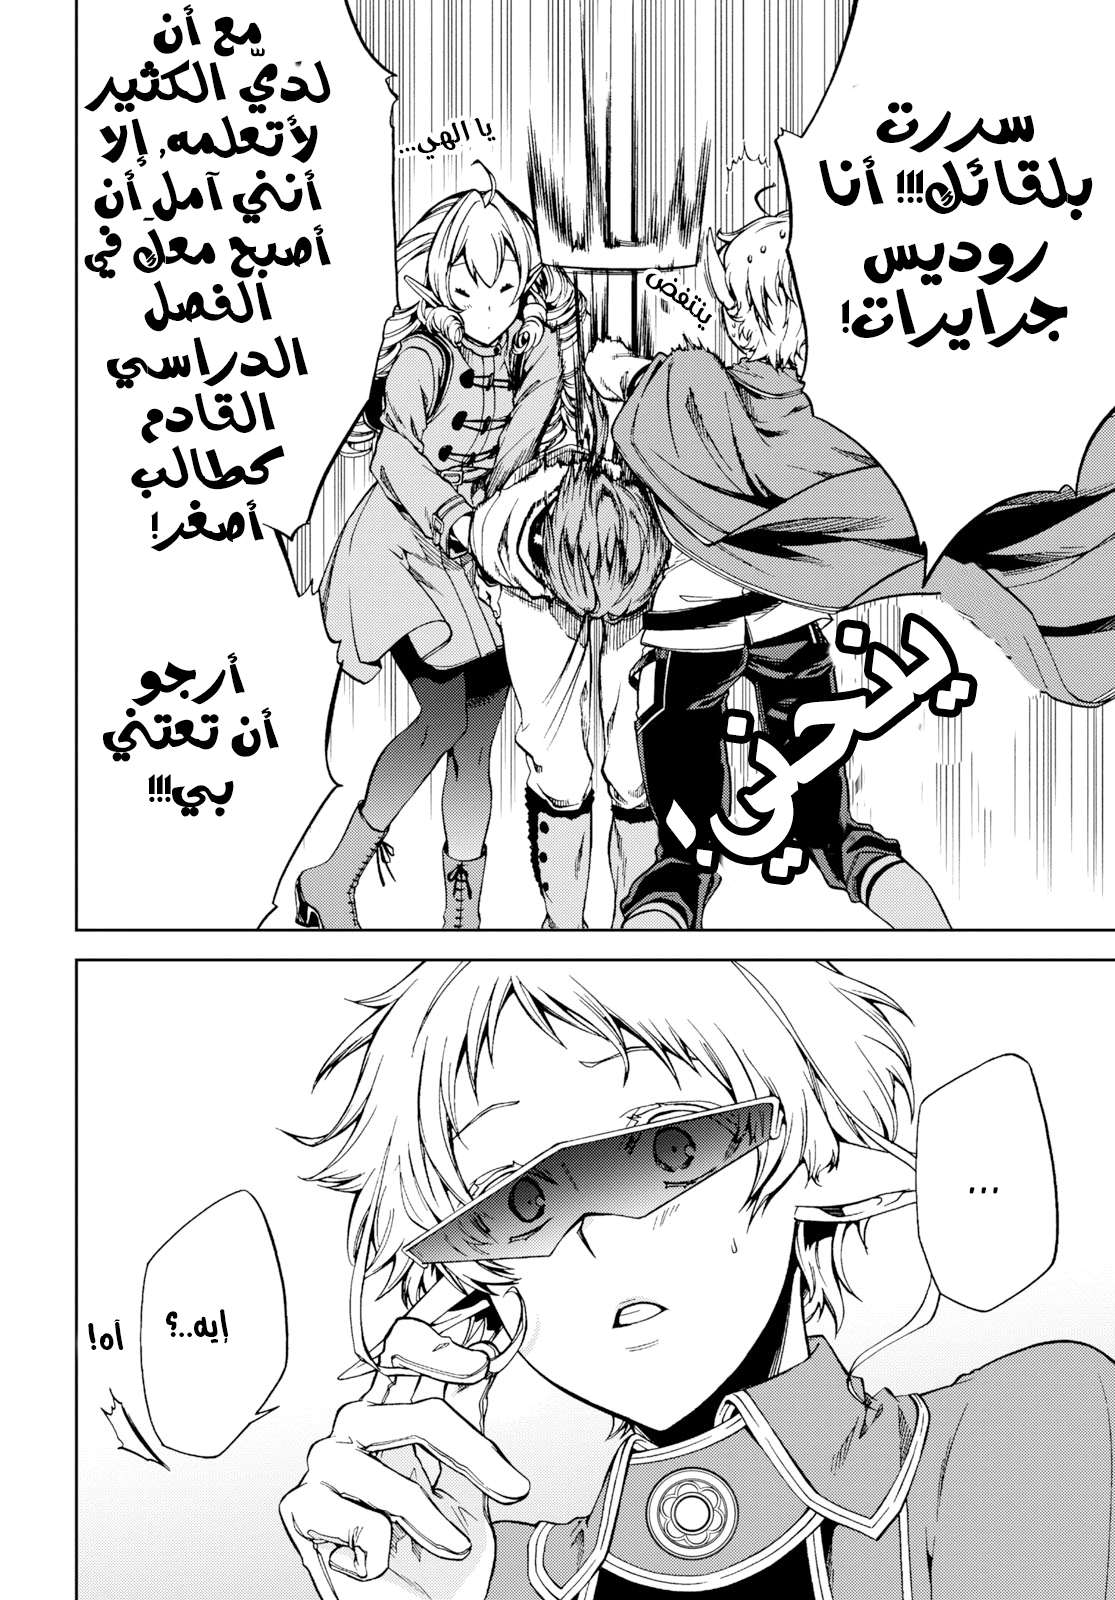 سررت
بلقائك!!! أنا
روديس
جرايرات!
ينتفض
يا الهي...
مع أن
لديّ الكثير
لأتعلمه, إلا
أنني آمل أن
أصبح معك في
الفصل
الدراسي
القادم
كطالب
أصغر!
ينحني
أرجو
أن تعتني
بي!!!
...
إيه..؟
آه!